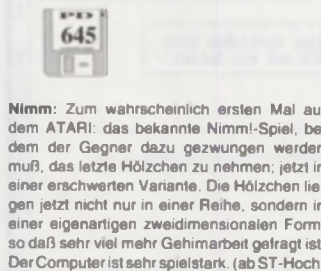 PD
645
Nimm: Zum wahrscheinlich ersten Mal au
dem ATARI: das bekannte Nimm!-Spiel, be
dem der Gegner dazu gezwungen werder
muß, das letzte Hölzchen zu nehmen; jetzt ir
einer erschwerten Variante. Die Hölzchen lie
gen jetzt nicht nur in einer Reihe, sondern ir
einer eigenartigen zweidimensionalen Form
so daß sehr viel mehr Gehirnarbeit gefragt ist
Der Computer ist sehr spielstark. (ab ST-Hoch